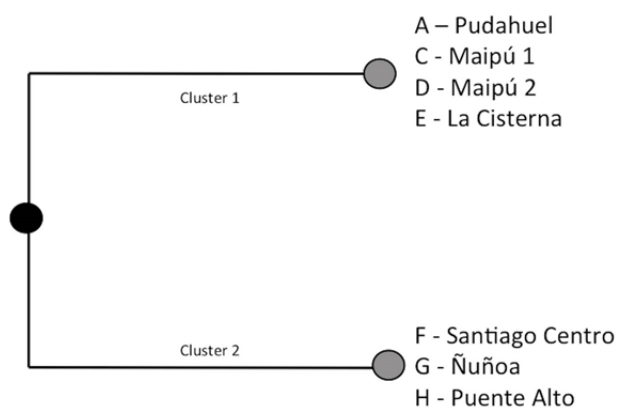 A – Pudahuel
C - Maipú 1
D - Maipú 2
E - La Cisterna
Cluster 1
Cluster 2
F - Santiago Centro
G - Ñuñoa
H - Puente Alto